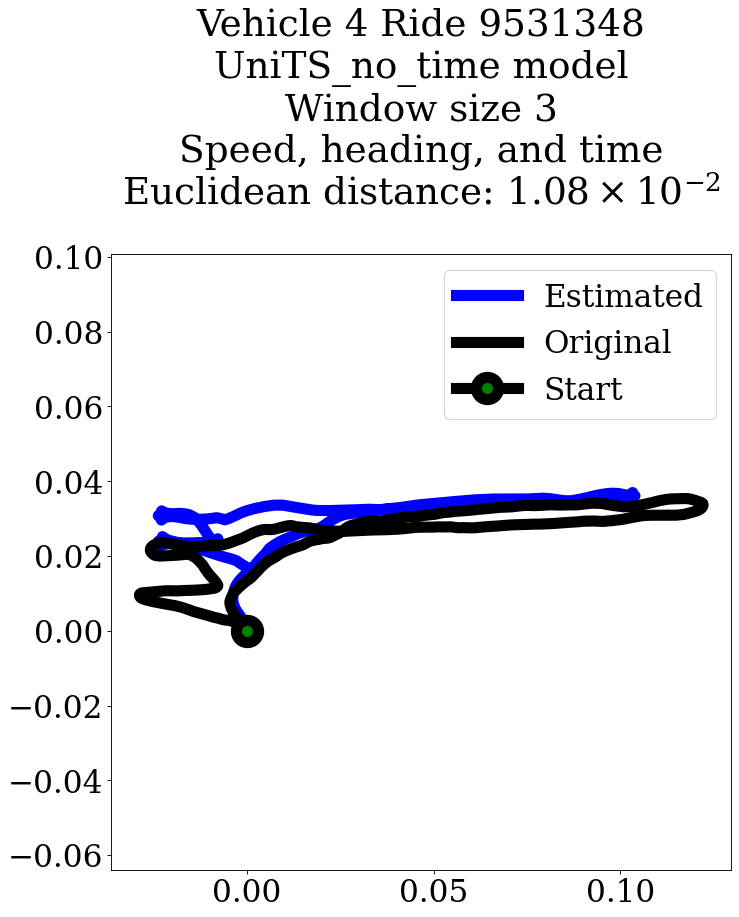 Vehicle 4 Ride 9531348
UniTS_no_time model
Window size 3
Speed, heading, and time
Euclidean distance: 1.08 × 10⁻²
0.10
0.08
0.06
0.04
0.02
0.00
−0.02
−0.04
−0.06
Estimated
Original
Start
0.00 0.05 0.10